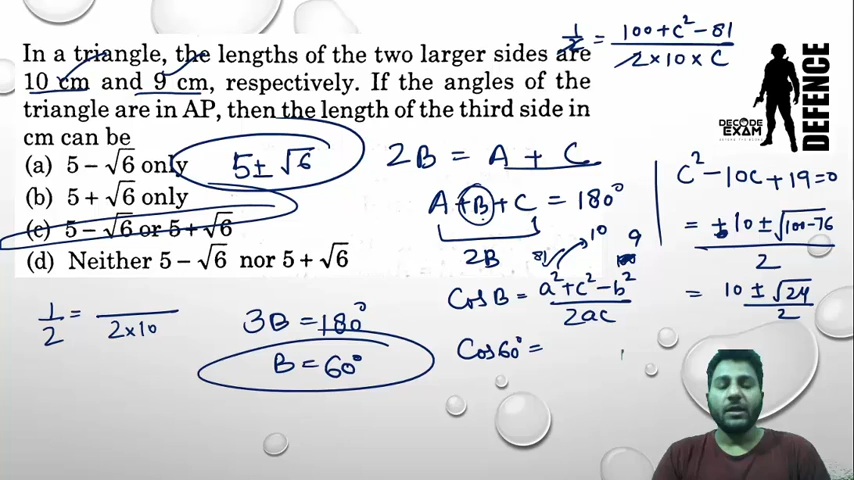 In a triangle, the lengths of the two larger sides are
10 cm and 9 cm, respectively. If the angles of the
triangle are in AP, then the length of the third side in
cm can be
(a) 5 − √6 only
(b) 5 + √6 only
(c) 5 − √6 or 5 + √6
(d) Neither 5 − √6 nor 5 + √6
5 ± √6
2B = A + C
A + B + C = 180°
2B
3B = 180°
B = 60°
1/2 = ―/2×10
81
10
9
Cos B = a² + c² − b² / 2ac
Cos 60° =
1/2 = 100 + c² − 81 / 2 × 10 × C
C² − 10C + 19 = 0
= ± 10 ± √100−76 / 2
= 10 ± √24 / 2
DECODE
EXAM
DEFENCE